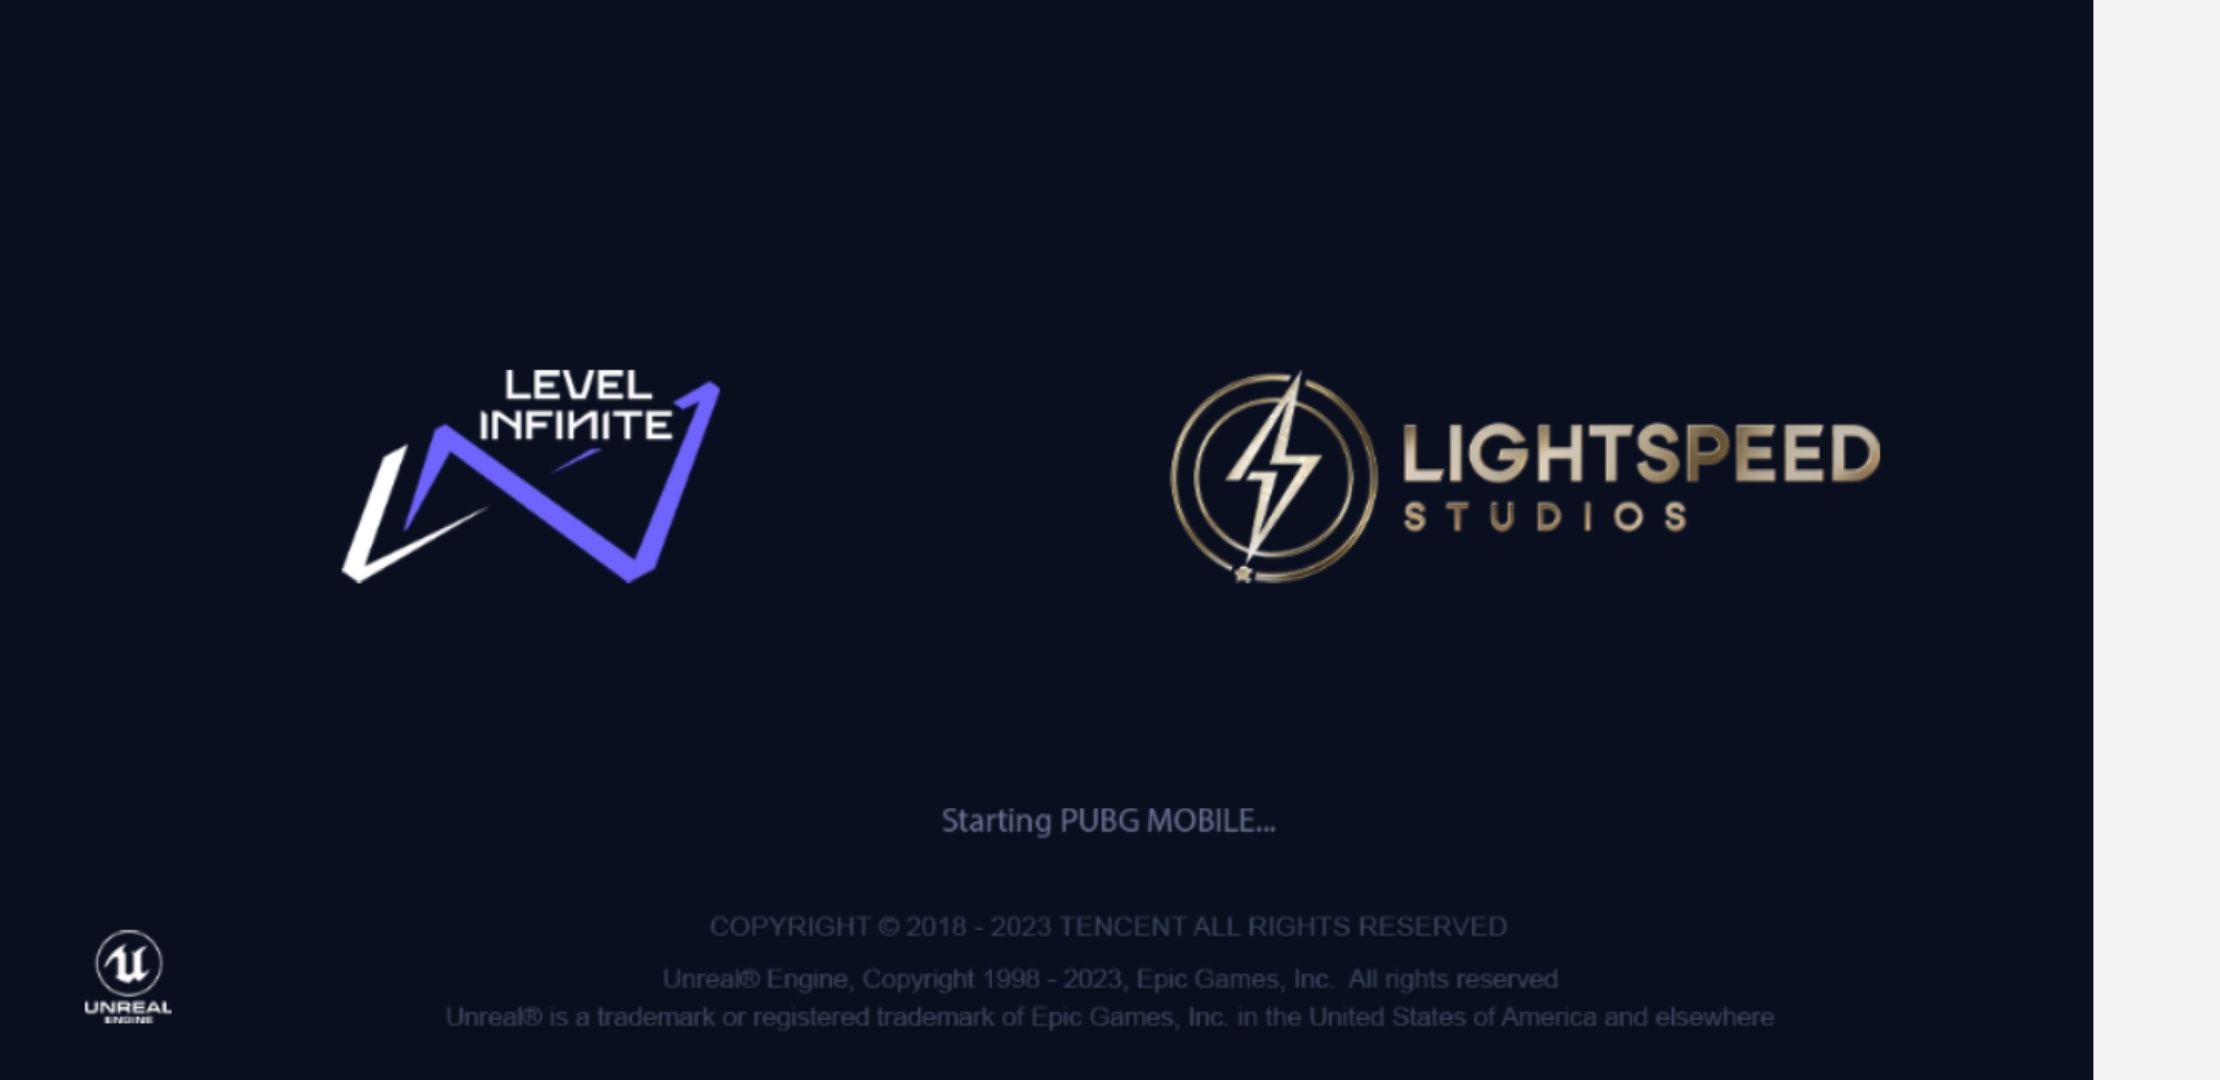 LEVEL
INFINITE
LIGHTSPEED
STUDIOS
Starting PUBG MOBILE...
COPYRIGHT © 2018 - 2023 TENCENT ALL RIGHTS RESERVED
Unreal® Engine, Copyright 1998 - 2023, Epic Games, Inc.  All rights reserved
Unreal® is a trademark or registered trademark of Epic Games, Inc. in the United States of America and elsewhere
UNREAL
ENGINE